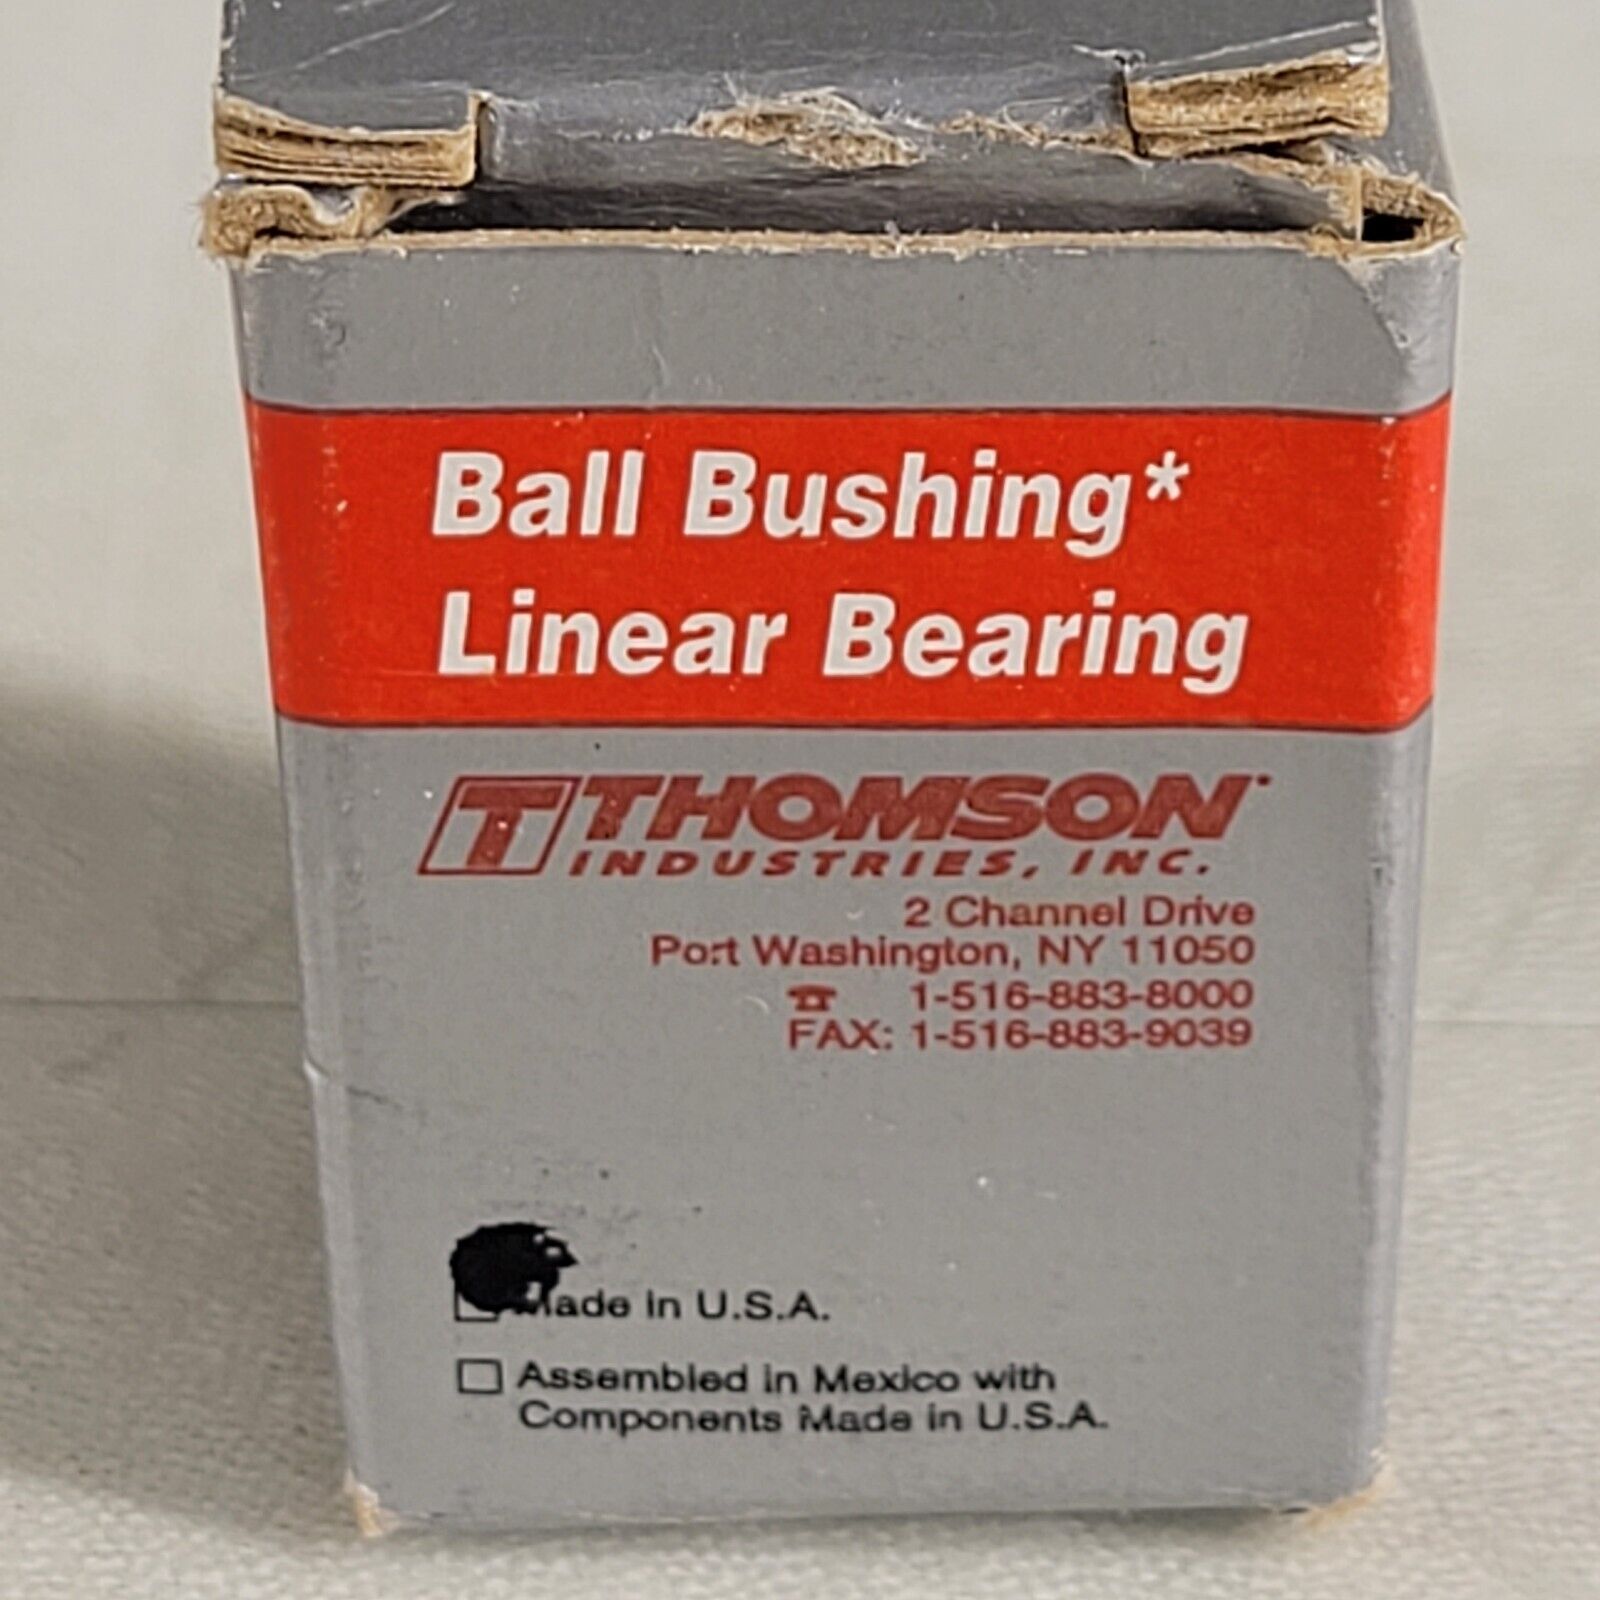 Ball Bushing*
Linear Bearing
T THOMSON
INDUSTRIES, INC.
2 Channel Drive
Port Washington, NY 11050
☎ 1-516-883-8000
FAX: 1-516-883-9039
Made in U.S.A.
Assembled in Mexico with
Components Made in U.S.A.